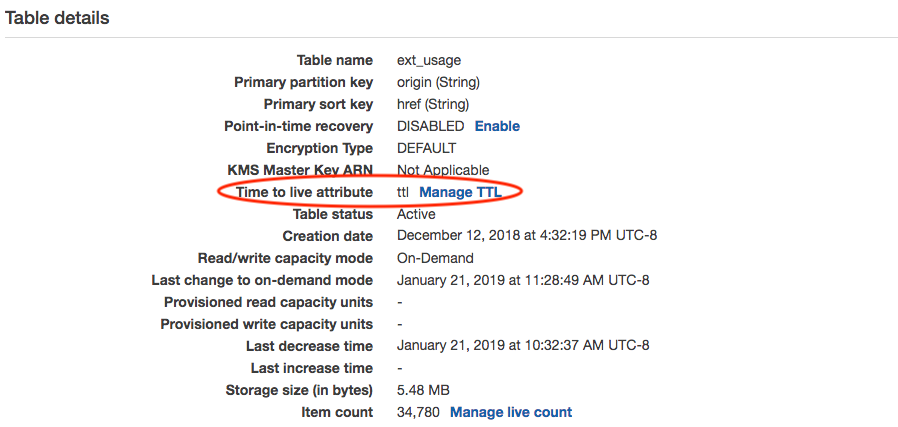 Table details
Table name ext_usage
Primary partition key origin (String)
Primary sort key href (String)
Point-in-time recovery DISABLED Enable
Encryption Type DEFAULT
KMS Master Key ARN Not Applicable
Time to live attribute ttl Manage TTL
Table status Active
Creation date December 12, 2018 at 4:32:19 PM UTC-8
Read/write capacity mode On-Demand
Last change to on-demand mode January 21, 2019 at 11:28:49 AM UTC-8
Provisioned read capacity units -
Provisioned write capacity units -
Last decrease time January 21, 2019 at 10:32:37 AM UTC-8
Last increase time -
Storage size (in bytes) 5.48 MB
Item count 34,780 Manage live count